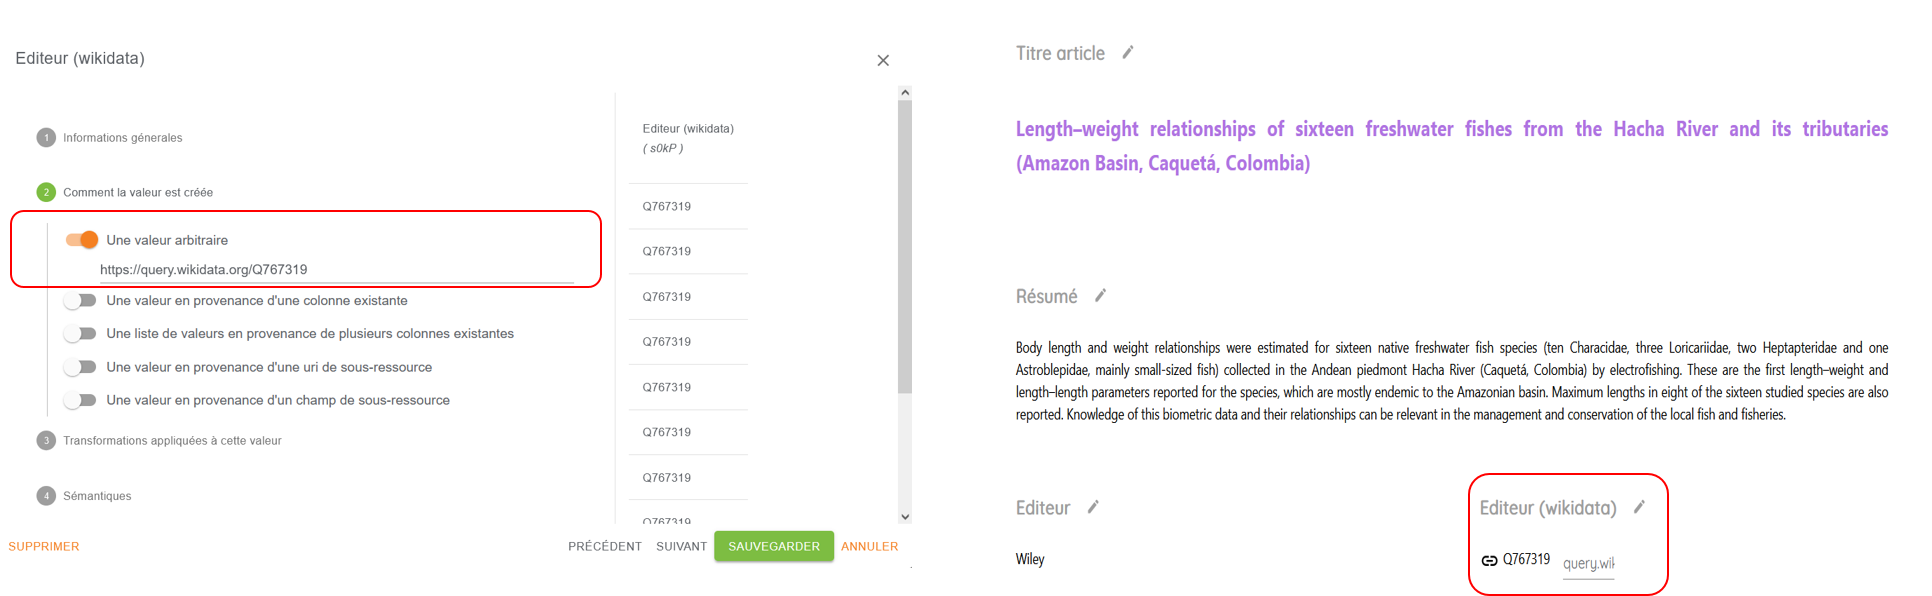 Editeur (wikidata)
1 Informations génerales
2 Comment la valeur est créée
Une valeur arbitraire
https://query.wikidata.org/Q767319
Une valeur en provenance d'une colonne existante
Une liste de valeurs en provenance de plusieurs colonnes existantes
Une valeur en provenance d'une uri de sous-ressource
Une valeur en provenance d'un champ de sous-ressource
3 Transformations appliquées à cette valeur
4 Sémantiques
Editeur (wikidata)
( s0kP )
Q767319
Q767319
Q767319
Q767319
Q767319
Q767319
Q767319
Q767319
SUPPRIMER
PRÉCÉDENT SUIVANT SAUVEGARDER ANNULER
Titre article
Length–weight relationships of sixteen freshwater fishes from the Hacha River and its tributaries
(Amazon Basin, Caquetá, Colombia)
Résumé
Body length and weight relationships were estimated for sixteen native freshwater fish species (ten Characidae, three Loricariidae, two Heptapteridae and one
Astroblepidae, mainly small-sized fish) collected in the Andean piedmont Hacha River (Caquetá, Colombia) by electrofishing. These are the first length–weight and
length–length parameters reported for the species, which are mostly endemic to the Amazonian basin. Maximum lengths in eight of the sixteen studied species are also
reported. Knowledge of this biometric data and their relationships can be relevant in the management and conservation of the local fish and fisheries.
Editeur
Wiley
Editeur (wikidata)
Q767319 query.wik